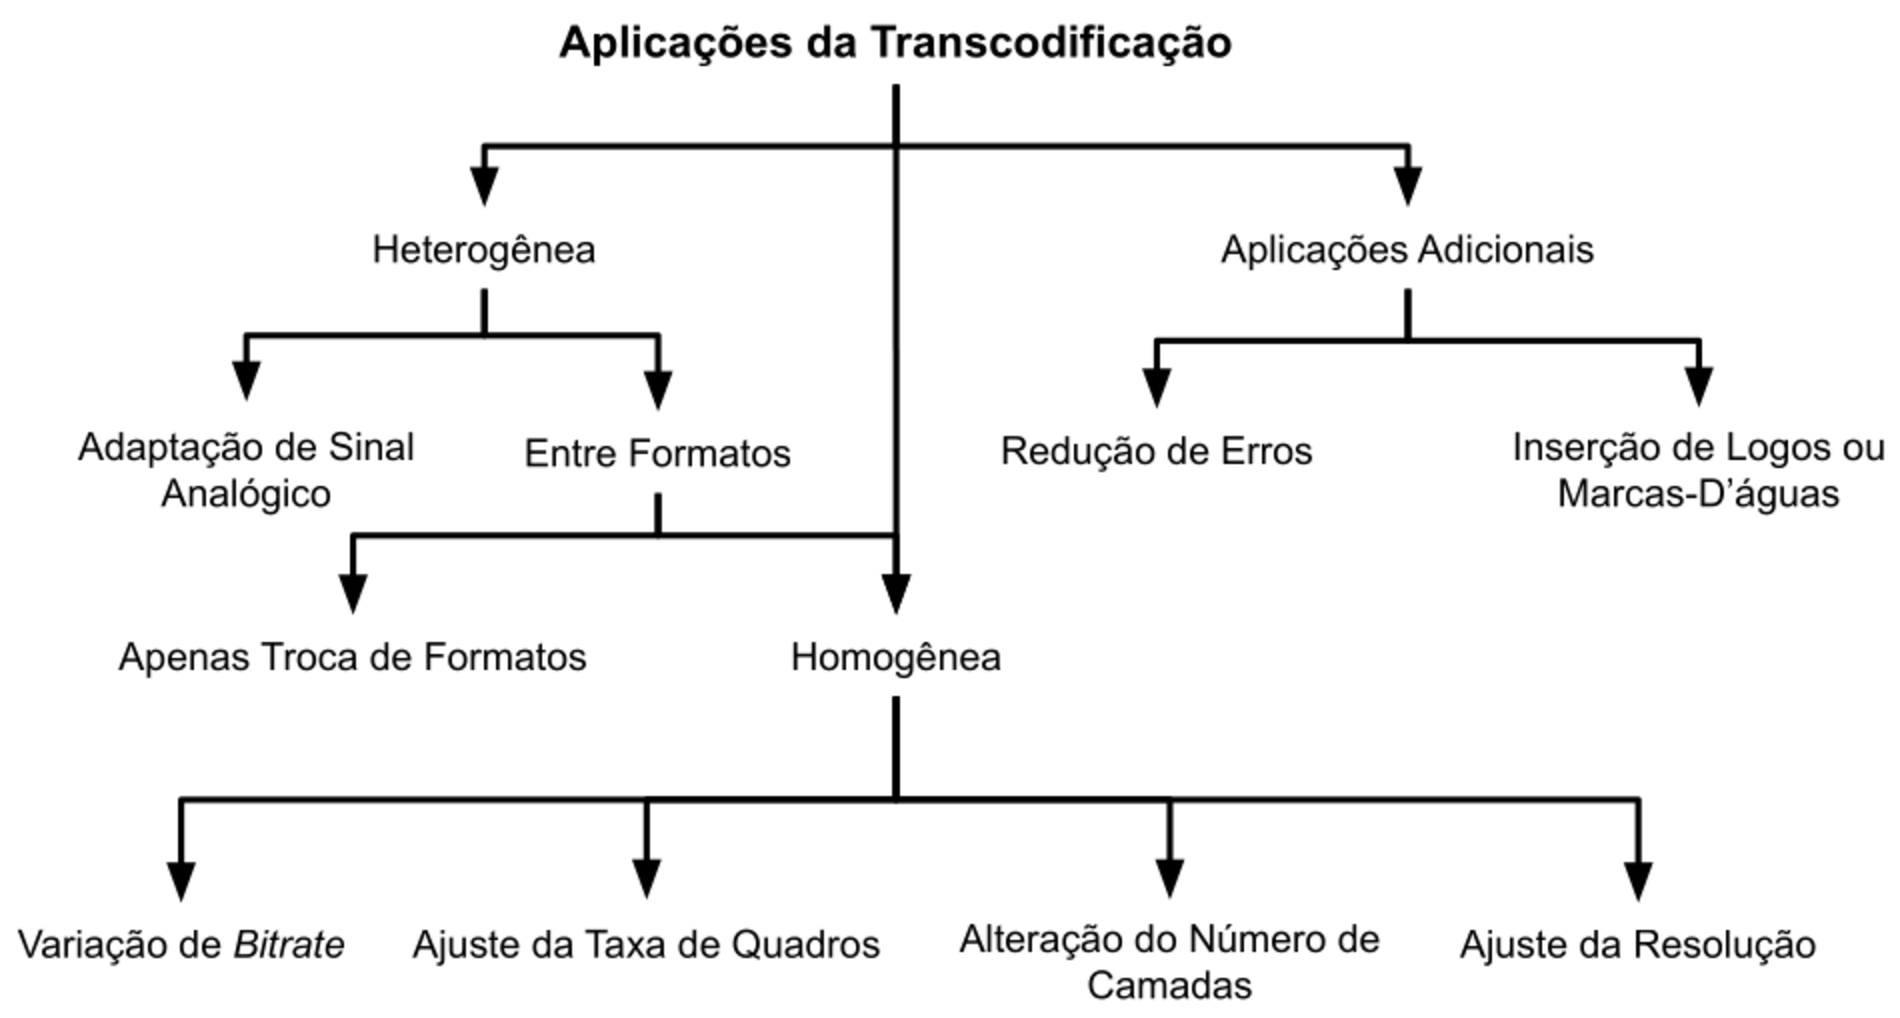 Aplicações da Transcodificação
Heterogênea
Aplicações Adicionais
Adaptação de Sinal
Analógico
Entre Formatos
Redução de Erros
Inserção de Logos ou
Marcas-D’águas
Apenas Troca de Formatos
Homogênea
Variação de Bitrate
Ajuste da Taxa de Quadros
Alteração do Número de
Camadas
Ajuste da Resolução